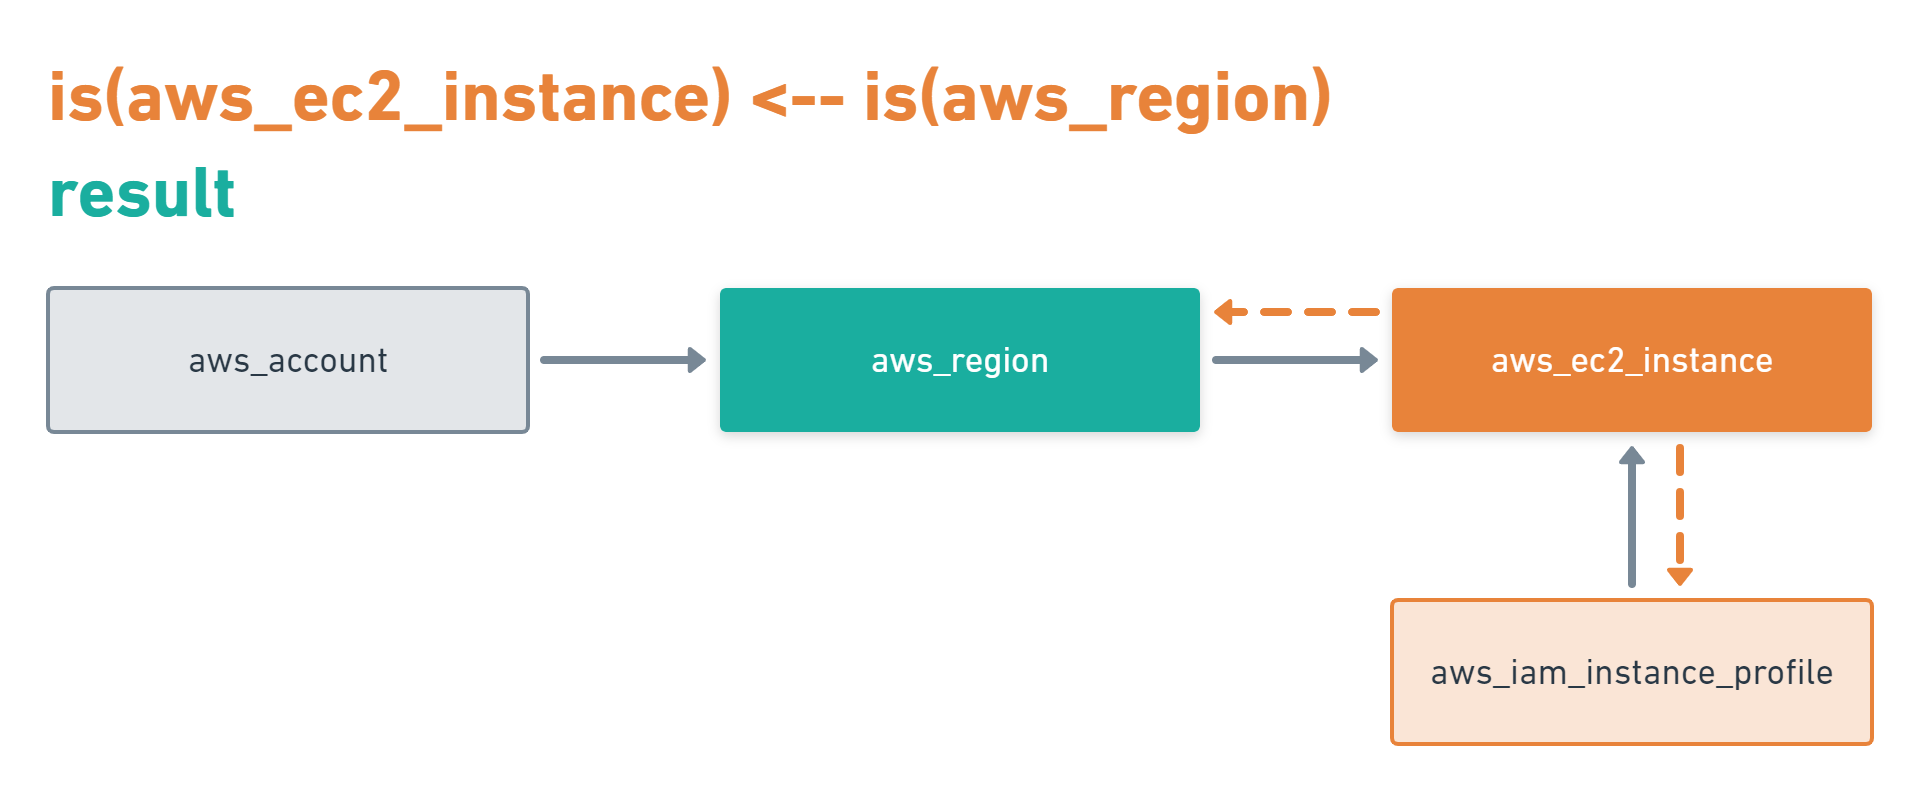 is(aws_ec2_instance) <-- is(aws_region)
result
aws_account
aws_region
aws_ec2_instance
aws_iam_instance_profile